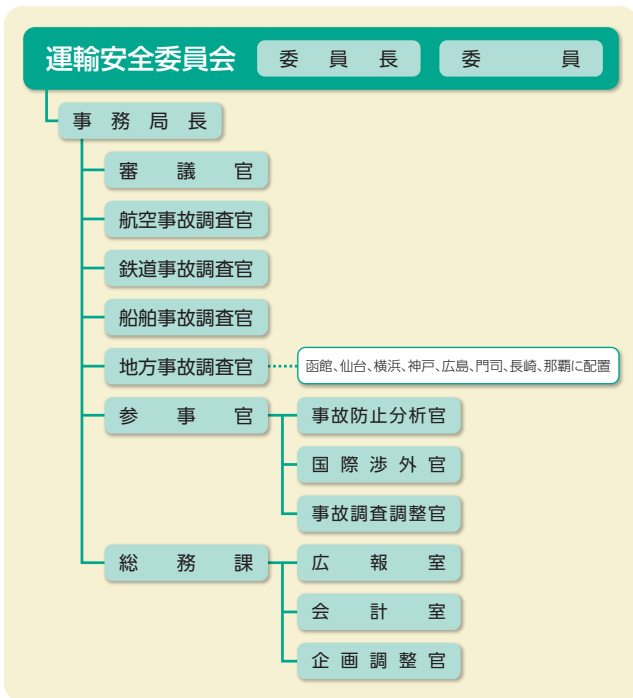 運輸安全委員会 委員長 委員
事務局長
審議官
航空事故調査官
鉄道事故調査官
船舶事故調査官
地方事故調査官 函館、仙台、横浜、神戸、広島、門司、長崎、那覇に配置
参事官 事故防止分析官
国際渉外官
事故調査調整官
総務課 広報室
会計室
企画調整官